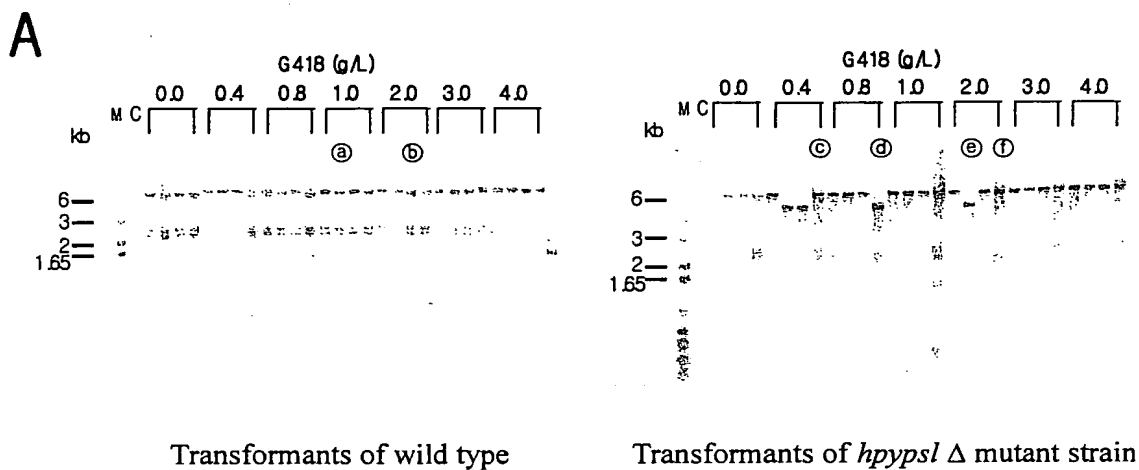 A
G418 (g/L)
M C 0.0 0.4 0.8 1.0 2.0 3.0 4.0
kb
ⓐ ⓑ
6
3
2
1.65
Transformants of wild type
G418 (g/L)
M C 0.0 0.4 0.8 1.0 2.0 3.0 4.0
kb
ⓒ ⓓ ⓔ ⓕ
6
3
2
1.65
Transformants of hpypsl Δ mutant strain